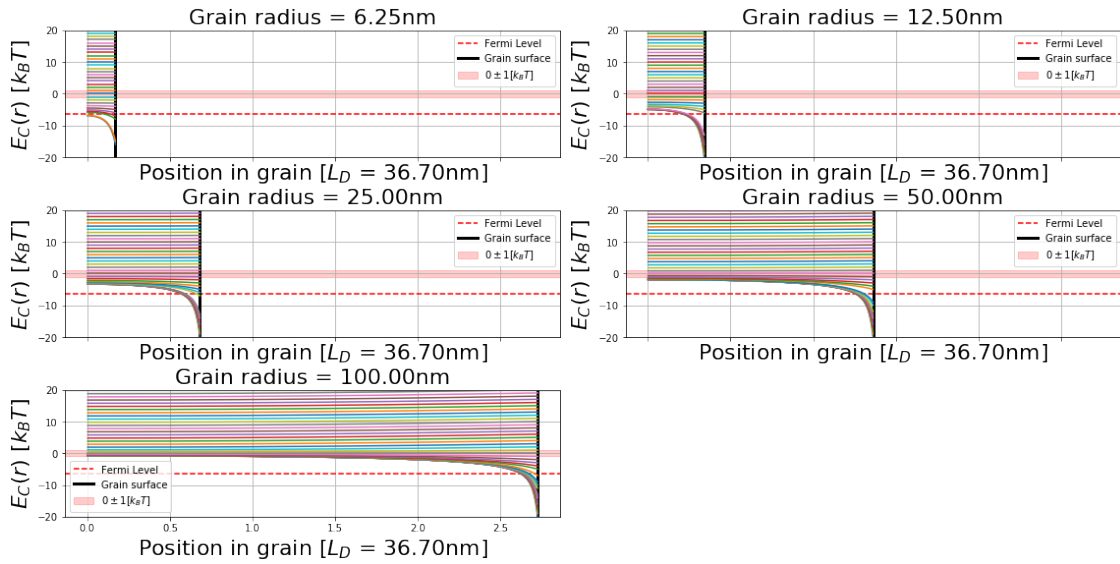 Grain radius = 6.25nm
E_C(r) [k_BT]
20
10
0
−10
−20
Fermi Level
Grain surface
0 ± 1[k_BT]
Position in grain [L_D = 36.70nm]
Grain radius = 12.50nm
E_C(r) [k_BT]
20
10
0
−10
−20
Fermi Level
Grain surface
0 ± 1[k_BT]
Position in grain [L_D = 36.70nm]
Grain radius = 25.00nm
E_C(r) [k_BT]
20
10
0
−10
−20
Fermi Level
Grain surface
0 ± 1[k_BT]
Position in grain [L_D = 36.70nm]
Grain radius = 50.00nm
E_C(r) [k_BT]
20
10
0
−10
−20
Fermi Level
Grain surface
0 ± 1[k_BT]
Position in grain [L_D = 36.70nm]
Grain radius = 100.00nm
E_C(r) [k_BT]
20
10
0
−10
−20
Fermi Level
Grain surface
0 ± 1[k_BT]
0.0 0.5 1.0 1.5 2.0 2.5
Position in grain [L_D = 36.70nm]